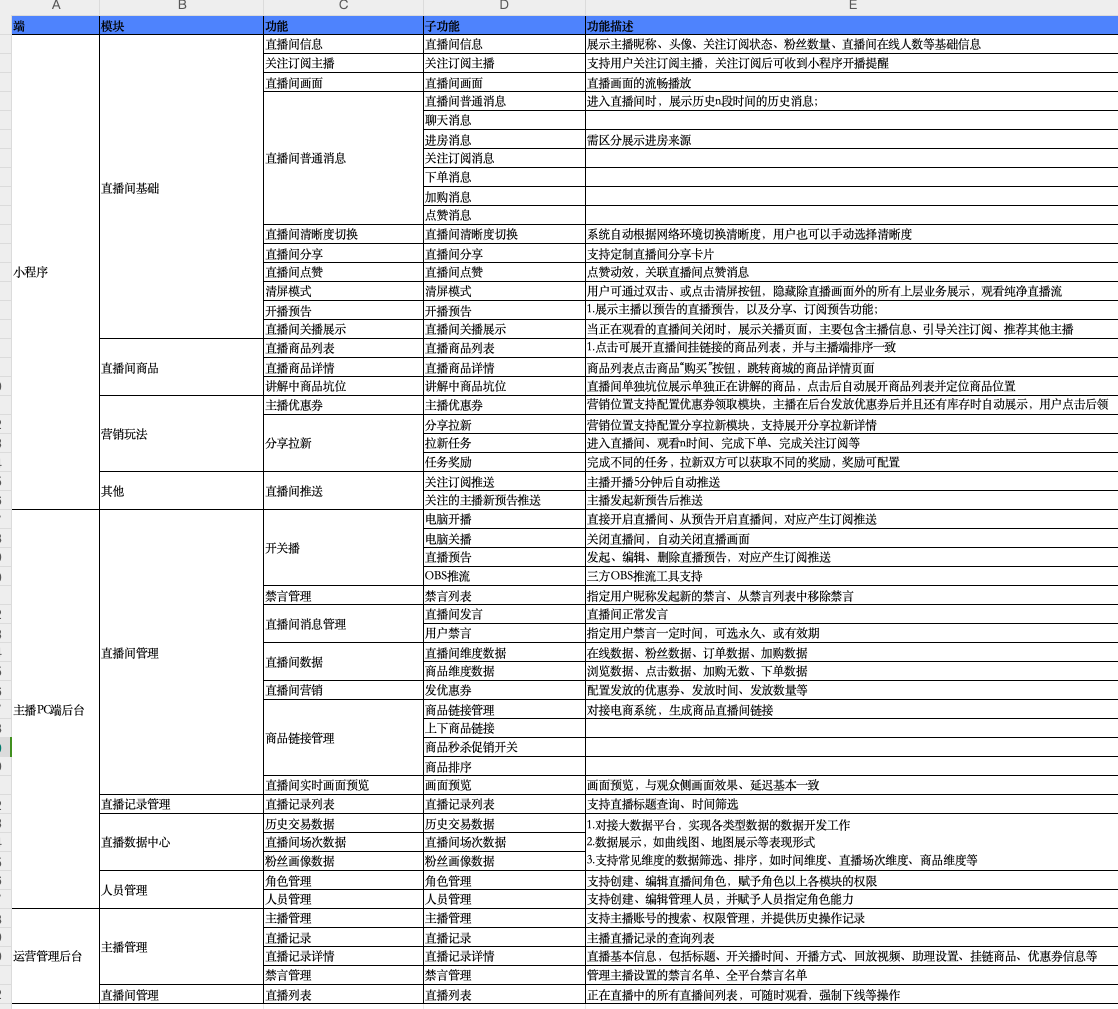 A B C D E
端 模块 功能 子功能 功能描述
直播间信息 直播间信息 展示主播昵称、头像、关注订阅状态、粉丝数量、直播间在线人数等基础信息
关注订阅主播 关注订阅主播 支持用户关注订阅主播，关注订阅后可收到小程序开播提醒
直播间画面 直播间画面 直播画面的流畅播放
直播间普通消息 进入直播间时，展示历史n段时间的历史消息；
聊天消息
进房消息 需区分展示进房来源
直播间普通消息 关注订阅消息
下单消息
直播间基础 加购消息
点赞消息
直播间清晰度切换 直播间清晰度切换 系统自动根据网络环境切换清晰度，用户也可以手动选择清晰度
直播间分享 直播间分享 支持定制直播间分享卡片
小程序 直播间点赞 直播间点赞 点赞动效，关联直播间点赞消息
清屏模式 清屏模式 用户可通过双击、或点击清屏按钮，隐藏除直播画面外的所有上层业务展示，观看纯净直播流
开播预告 开播预告 1.展示主播以预告的直播预告，以及分享、订阅预告功能；
直播间关播展示 直播间关播展示 当正在观看的直播间关闭时，展示关播页面，主要包含主播信息、引导关注订阅、推荐其他主播
直播商品列表 直播商品列表 1.点击可展开直播间挂链接的商品列表，并与主播端排序一致
直播间商品 直播商品详情 直播商品详情 商品列表点击商品“购买”按钮，跳转商城的商品详情页面
讲解中商品坑位 讲解中商品坑位 直播间单独坑位展示单独正在讲解的商品，点击后自动展开商品列表并定位商品位置
主播优惠券 主播优惠券 营销位置支持配置优惠券领取模块，主播在后台发放优惠券后并且还有库存时自动展示，用户点击后领
分享拉新 营销位置支持配置分享拉新模块，支持展开分享拉新详情
营销玩法 分享拉新 拉新任务 进入直播间、观看n时间、完成下单、完成关注订阅等
任务奖励 完成不同的任务，拉新双方可以获取不同的奖励，奖励可配置
其他 直播间推送 关注订阅推送 主播开播5分钟后自动推送
关注的主播新预告推送 主播发起新预告后推送
电脑开播 直接开启直播间、从预告开启直播间，对应产生订阅推送
开关播 电脑关播 关闭直播间，自动关闭直播画面
直播预告 发起、编辑、删除直播预告，对应产生订阅推送
OBS推流 三方OBS推流工具支持
禁言管理 禁言列表 指定用户昵称发起新的禁言、从禁言列表中移除禁言
直播间消息管理 直播间发言 直播间正常发言
用户禁言 指定用户禁言一定时间，可选永久、或有效期
直播间管理 直播间数据 直播间维度数据 在线数据、粉丝数据、订单数据、加购数据
商品维度数据 浏览数据、点击数据、加购无数、下单数据
直播间营销 发优惠券 配置发放的优惠券、发放时间、发放数量等
主播PC端后台 商品链接管理 对接电商系统，生成商品直播间链接
上下商品链接
商品链接管理 商品秒杀促销开关
商品排序
直播间实时画面预览 画面预览 画面预览，与观众侧画面效果、延迟基本一致
直播记录管理 直播记录列表 直播记录列表 支持直播标题查询、时间筛选
历史交易数据 历史交易数据 1.对接大数据平台，实现各类型数据的数据开发工作
直播数据中心 直播间场次数据 直播间场次数据 2.数据展示，如曲线图、地图展示等表现形式
粉丝画像数据 粉丝画像数据 3.支持常见维度的数据筛选、排序，如时间维度、直播场次维度、商品维度等
人员管理 角色管理 角色管理 支持创建、编辑直播间角色，赋予角色以上各模块的权限
人员管理 人员管理 支持创建、编辑管理人员，并赋予人员指定角色能力
主播管理 主播管理 支持主播账号的搜索、权限管理，并提供历史操作记录
主播管理 直播记录 直播记录 主播直播记录的查询列表
运营管理后台 直播记录详情 直播记录详情 直播基本信息，包括标题、开关播时间、开播方式、回放视频、助理设置、挂链商品、优惠券信息等
禁言管理 禁言管理 管理主播设置的禁言名单、全平台禁言名单
直播间管理 直播列表 直播列表 正在直播中的所有直播间列表，可随时观看，强制下线等操作